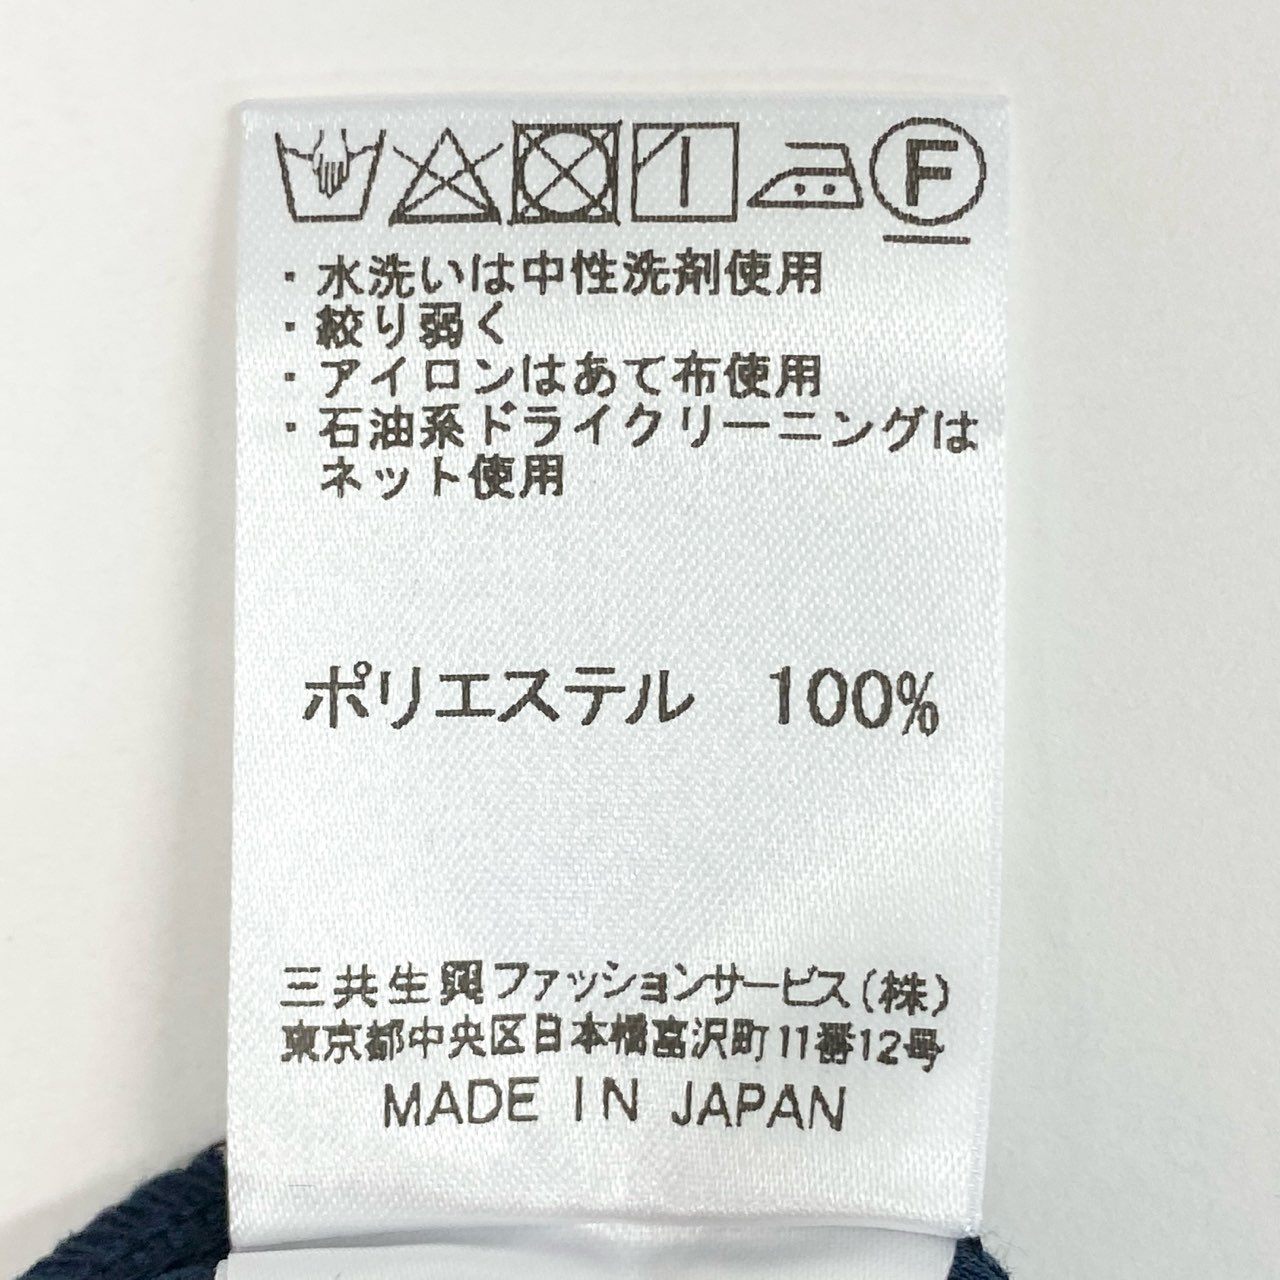 F
・水洗いは中性洗剤使用
・絞り弱く
・アイロンはあて布使用
・石油系ドライクリーニングは
ネット使用
ポリエステル 100%
三共生興ファッションサービス(株)
東京都中央区日本橋富沢町11番12号
MADE IN JAPAN